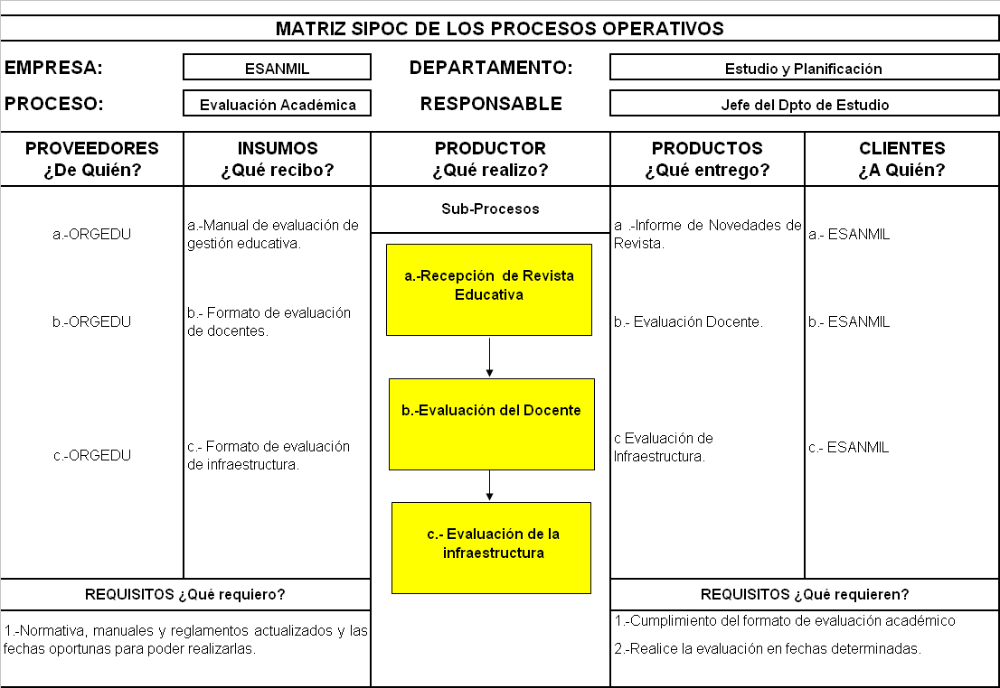 MATRIZ SIPOC DE LOS PROCESOS OPERATIVOS
EMPRESA:
ESANMIL
DEPARTAMENTO:
Estudio y Planificación
PROCESO:
Evaluación Académica
RESPONSABLE
Jefe del Dpto de Estudio
PROVEEDORES
¿De Quién?
INSUMOS
¿Qué recibo?
PRODUCTOR
¿Qué realizo?
PRODUCTOS
¿Qué entrego?
CLIENTES
¿A Quién?
a.-ORGEDU
b.-ORGEDU
c.-ORGEDU
a.-Manual de evaluación de
gestión educativa.
b.- Formato de evaluación
de docentes.
c.- Formato de evaluación
de infraestructura.
Sub-Procesos
a.-Recepción de Revista
Educativa
b.-Evaluación del Docente
c.- Evaluación de la
infraestructura
a .-Informe de Novedades de
Revista.
b.- Evaluación Docente.
c Evaluación de
Infraestructura.
a.- ESANMIL
b.- ESANMIL
c.- ESANMIL
REQUISITOS ¿Qué requiero?
1.-Normativa, manuales y reglamentos actualizados y las
fechas oportunas para poder realizarlas.
REQUISITOS ¿Qué requieren?
1.-Cumplimiento del formato de evaluación académico
2.-Realice la evaluación en fechas determinadas.